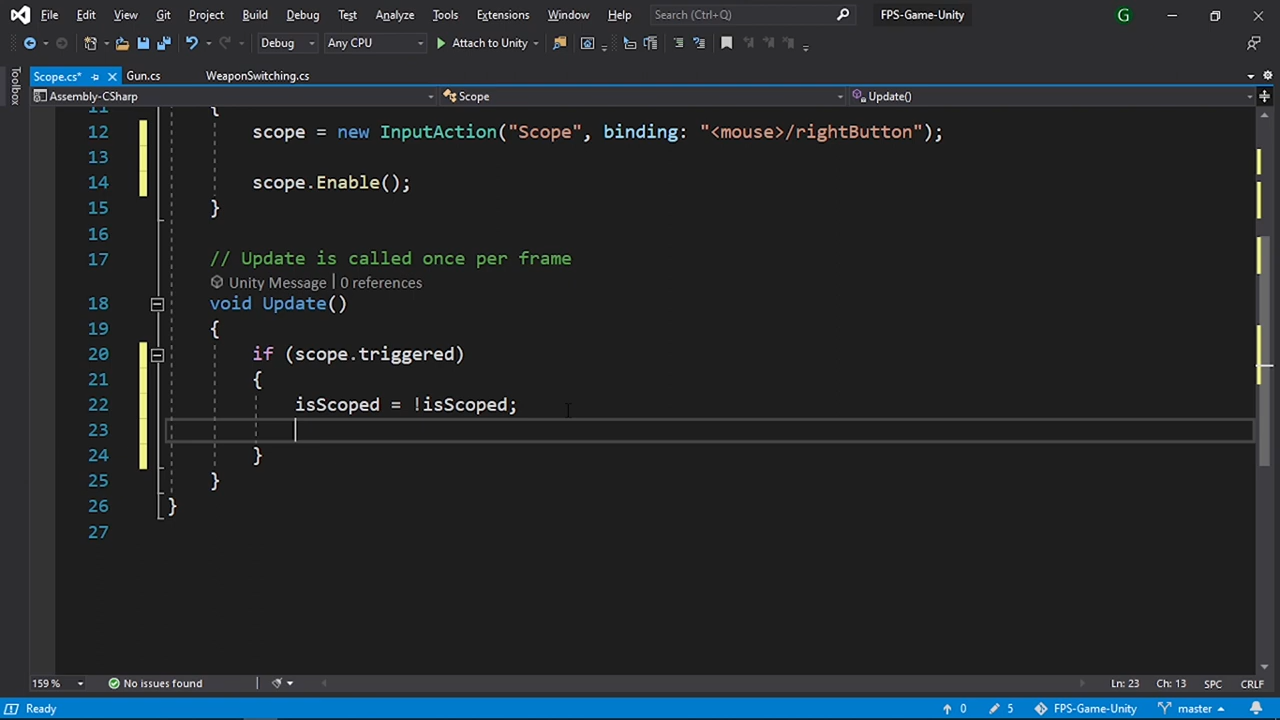 File Edit View Git Project Build Debug Test Analyze Tools Extensions Window Help Search (Ctrl+Q) FPS-Game-Unity G
Debug Any CPU Attach to Unity
Toolbox
Scope.cs* Gun.cs WeaponSwitching.cs
Assembly-CSharp Scope Update()
11 {
12 scope = new InputAction("Scope", binding: "<mouse>/rightButton");
13
14 scope.Enable();
15 }
16
17 // Update is called once per frame
Unity Message | 0 references
18 void Update()
19 {
20 if (scope.triggered)
21 {
22 isScoped = !isScoped;
23
24 }
25 }
26 }
27
159 % No issues found Ln: 23 Ch: 13 SPC CRLF
Ready 0 5 FPS-Game-Unity master